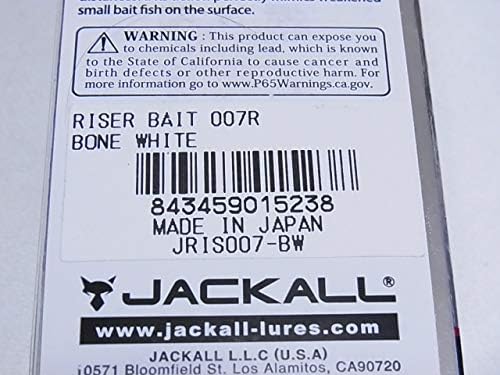 small bait fish on the surface.
WARNING : This product can expose you
to chemicals including lead, which is known to
the State of California to cause cancer and
birth defects or other reproductive harm. For
more information go to www.P65Warnings.ca.gov.
RISER BAIT 007R
BONE WHITE
843459015238
MADE IN JAPAN
JRIS007-BW
JACKALL®
www.jackall-lures.com
JACKALL L.L.C (U.S.A)
10571 Bloomfield St. Los Alamitos, CA90720